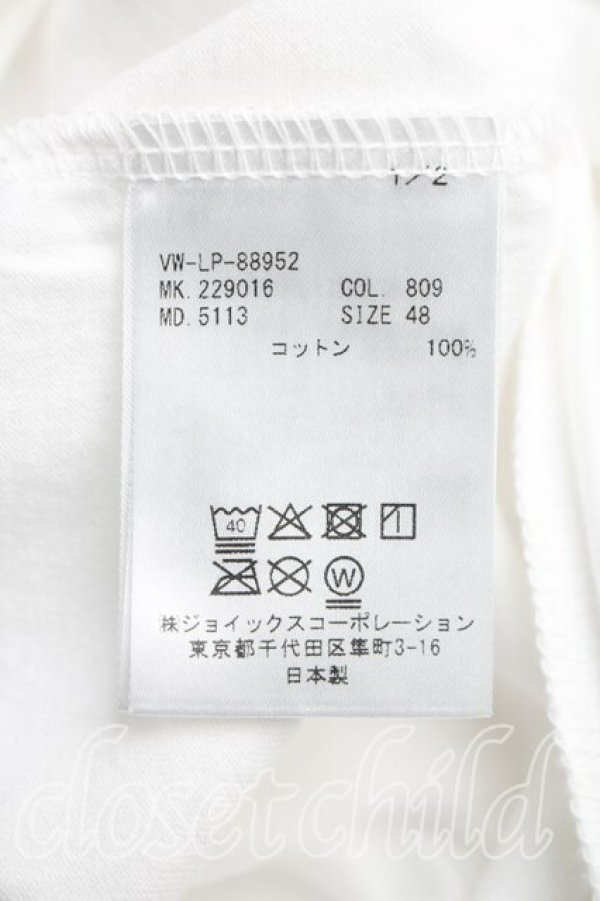 1/2
VW-LP-88952
MK.229016 COL. 809
MD.5113 SIZE 48
コットン 100%
40
W
株ジョイックスコーポレーション
東京都千代田区隼町3-16
日本製
closetchild